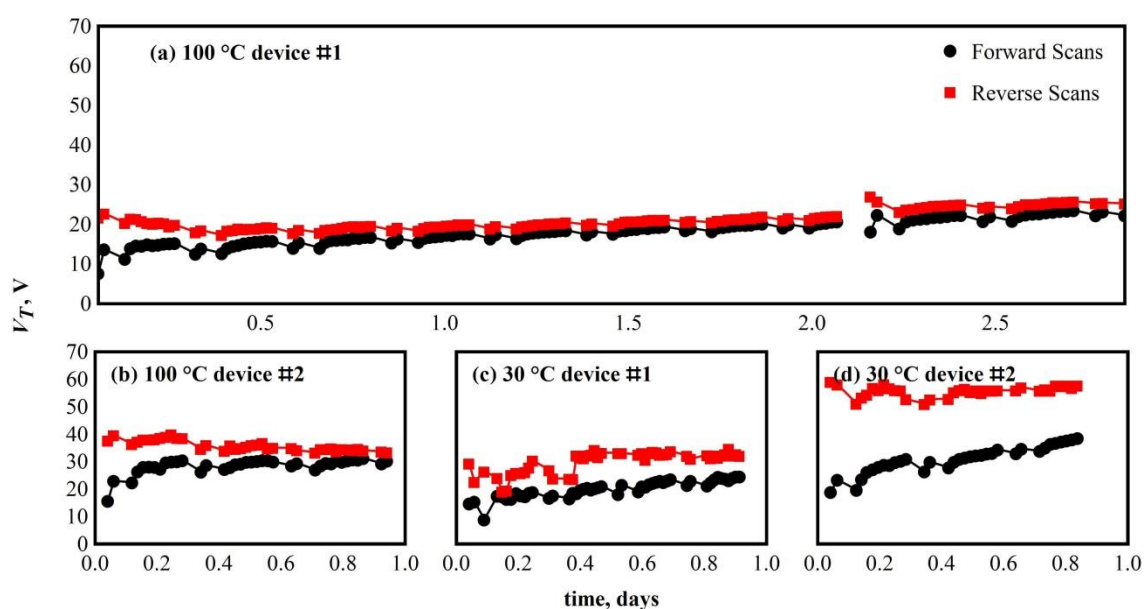 70
(a) 100 °C device #1
Forward Scans
60
Reverse Scans
50
40
30
20
10
0
0.5 1.0 1.5 2.0 2.5
V_T, V
70
(b) 100 °C device #2
(c) 30 °C device #1
(d) 30 °C device #2
60
50
40
30
20
10
0
0.0 0.2 0.4 0.6 0.8 1.0
0.0 0.2 0.4 0.6 0.8 1.0
0.0 0.2 0.4 0.6 0.8 1.0
time, days